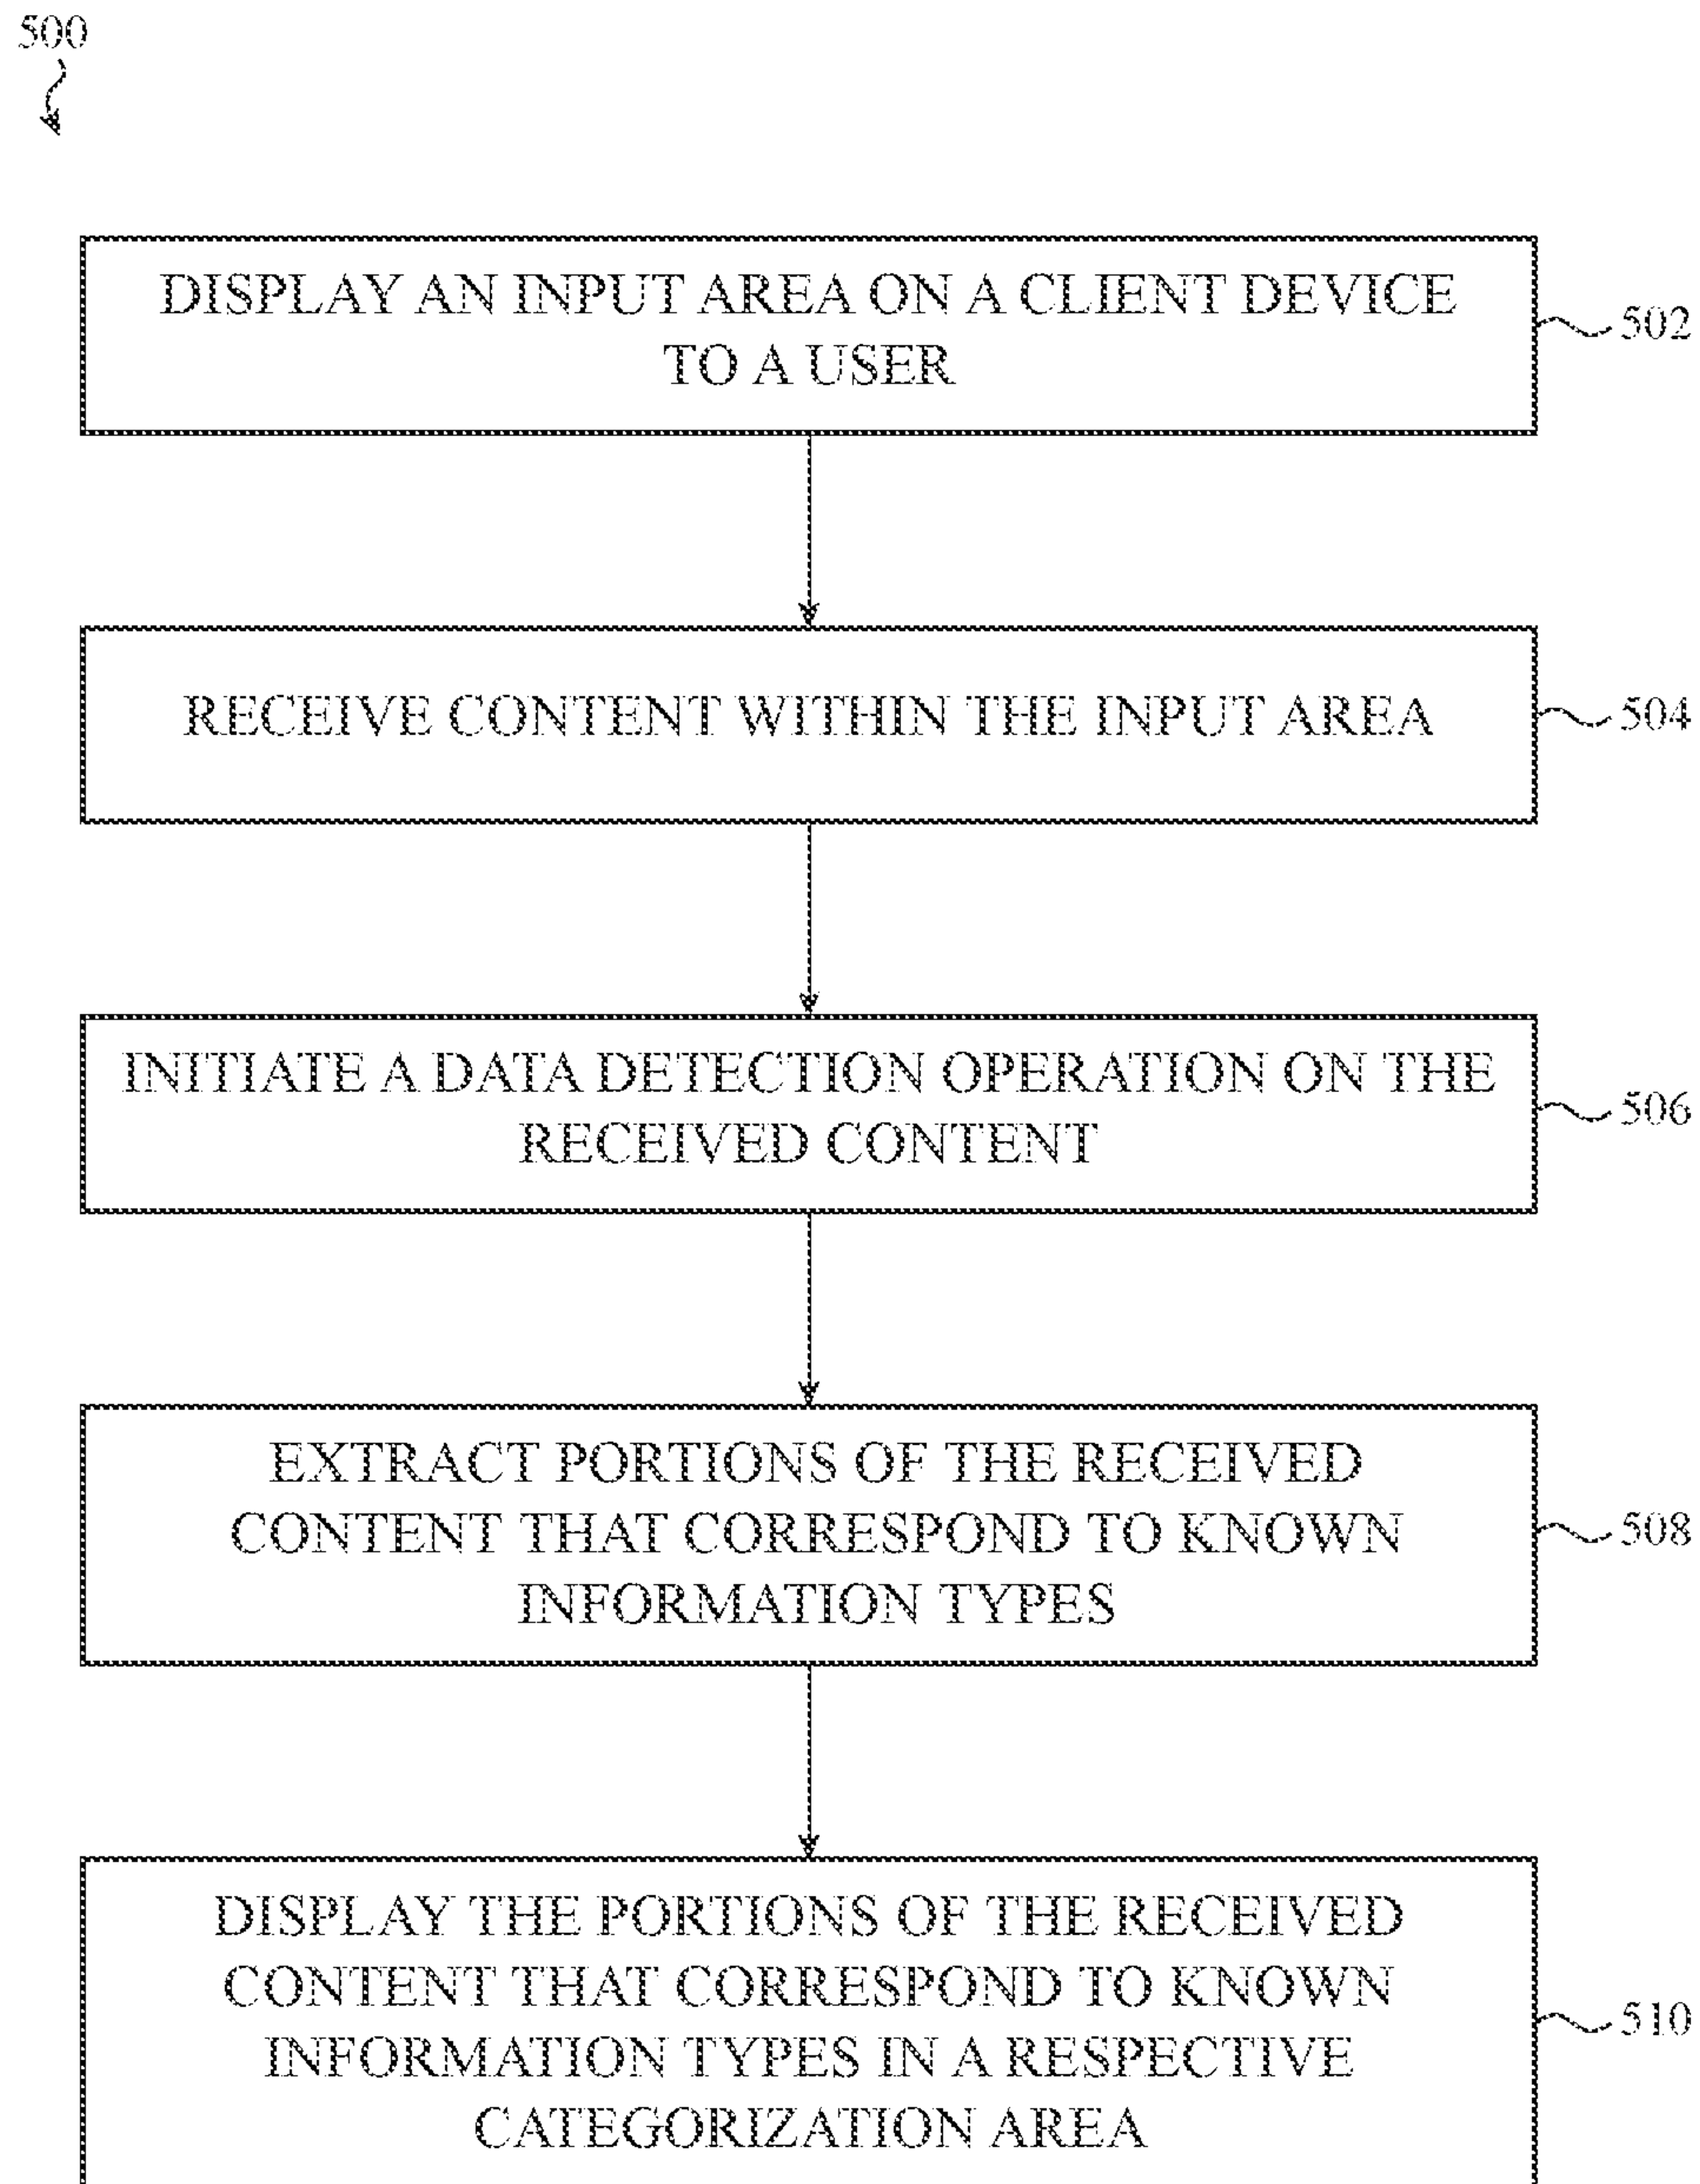 500
DISPLAY AN INPUT AREA ON A CLIENT DEVICE
TO A USER
502
RECEIVE CONTENT WITHIN THE INPUT AREA
504
INITIATE A DATA DETECTION OPERATION ON THE
RECEIVED CONTENT
506
EXTRACT PORTIONS OF THE RECEIVED
CONTENT THAT CORRESPOND TO KNOWN
INFORMATION TYPES
508
DISPLAY THE PORTIONS OF THE RECEIVED
CONTENT THAT CORRESPOND TO KNOWN
INFORMATION TYPES IN A RESPECTIVE
CATEGORIZATION AREA
510